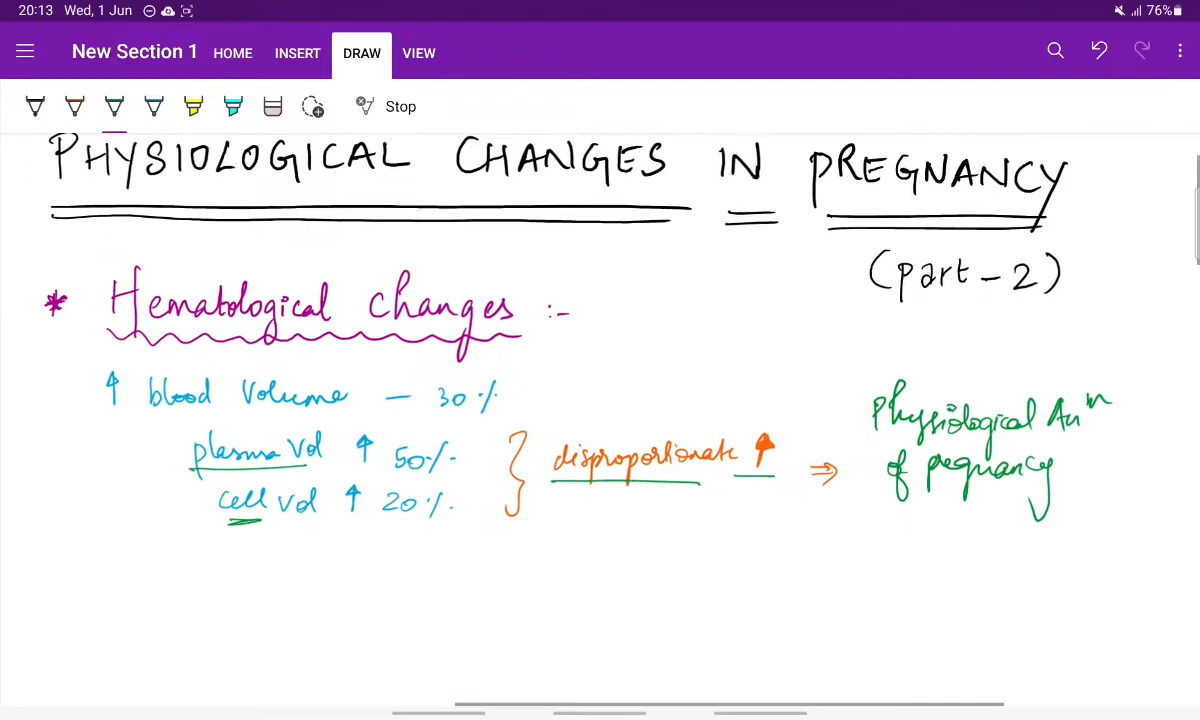 20:13 Wed, 1 Jun 76%
New Section 1 HOME INSERT DRAW VIEW
Stop
PHYSIOLOGICAL CHANGES IN PREGNANCY
(part - 2)
* Hematological changes :-
↑ blood volume - 30%
plasma vol ↑ 50%
cell vol ↑ 20%
} disproportionate ↑ ⇒
Physiological Anᵐ
of pregnancy